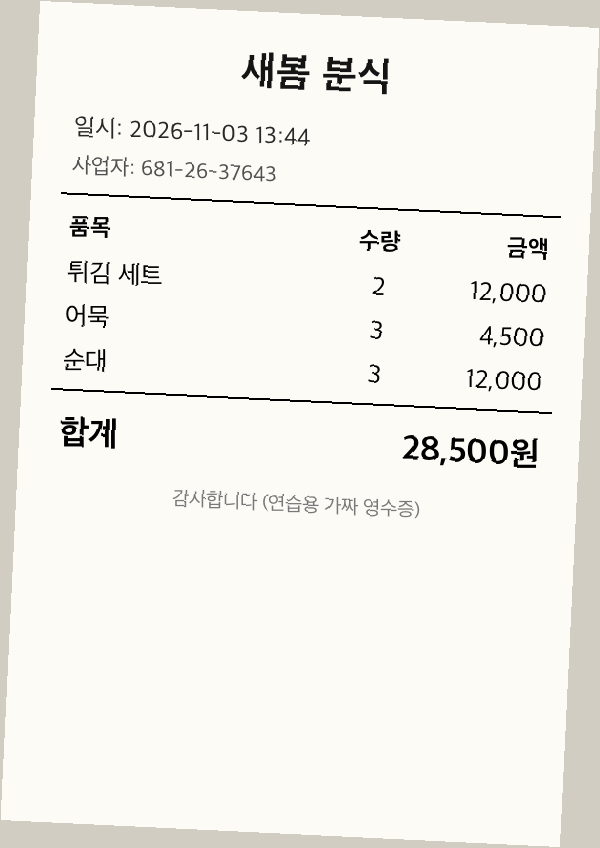 새봄 분식
일시: 2026-11-03 13:44
사업자: 681-26-37643
품목 수량 금액
튀김 세트 2 12,000
어묵 3 4,500
순대 3 12,000
합계 28,500원
감사합니다 (연습용 가짜 영수증)